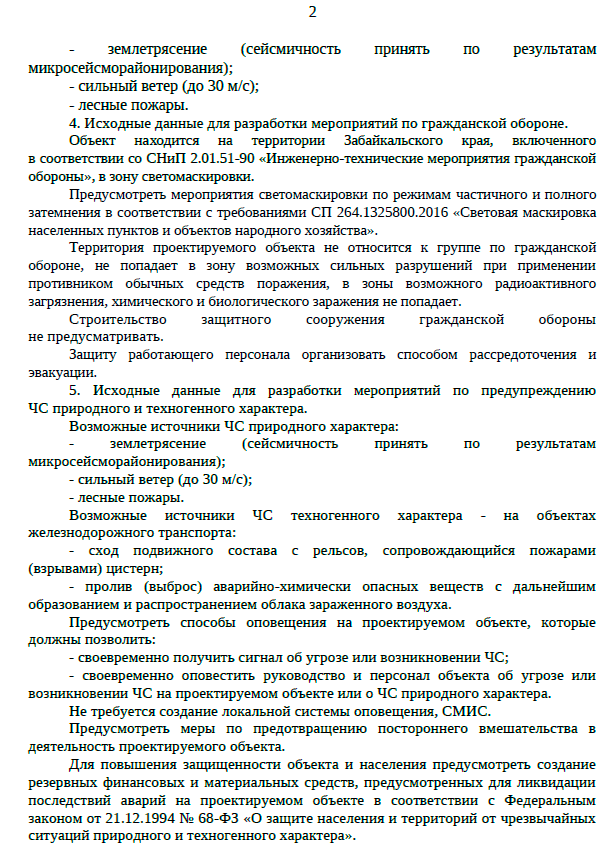 2
- землетрясение (сейсмичность принять по результатам
микросейсморайонирования);
- сильный ветер (до 30 м/с);
- лесные пожары.
4. Исходные данные для разработки мероприятий по гражданской обороне.
Объект находится на территории Забайкальского края, включенного
в соответствии со СНиП 2.01.51-90 «Инженерно-технические мероприятия гражданской
обороны», в зону светомаскировки.
Предусмотреть мероприятия светомаскировки по режимам частичного и полного
затемнения в соответствии с требованиями СП 264.1325800.2016 «Световая маскировка
населенных пунктов и объектов народного хозяйства».
Территория проектируемого объекта не относится к группе по гражданской
обороне, не попадает в зону возможных сильных разрушений при применении
противником обычных средств поражения, в зоны возможного радиоактивного
загрязнения, химического и биологического заражения не попадает.
Строительство защитного сооружения гражданской обороны
не предусматривать.
Защиту работающего персонала организовать способом рассредоточения и
эвакуации.
5. Исходные данные для разработки мероприятий по предупреждению
ЧС природного и техногенного характера.
Возможные источники ЧС природного характера:
- землетрясение (сейсмичность принять по результатам
микросейсморайонирования);
- сильный ветер (до 30 м/с);
- лесные пожары.
Возможные источники ЧС техногенного характера - на объектах
железнодорожного транспорта:
- сход подвижного состава с рельсов, сопровождающийся пожарами
(взрывами) цистерн;
- пролив (выброс) аварийно-химически опасных веществ с дальнейшим
образованием и распространением облака зараженного воздуха.
Предусмотреть способы оповещения на проектируемом объекте, которые
должны позволить:
- своевременно получить сигнал об угрозе или возникновении ЧС;
- своевременно оповестить руководство и персонал объекта об угрозе или
возникновении ЧС на проектируемом объекте или о ЧС природного характера.
Не требуется создание локальной системы оповещения, СМИС.
Предусмотреть меры по предотвращению постороннего вмешательства в
деятельность проектируемого объекта.
Для повышения защищенности объекта и населения предусмотреть создание
резервных финансовых и материальных средств, предусмотренных для ликвидации
последствий аварий на проектируемом объекте в соответствии с Федеральным
законом от 21.12.1994 № 68-ФЗ «О защите населения и территорий от чрезвычайных
ситуаций природного и техногенного характера».